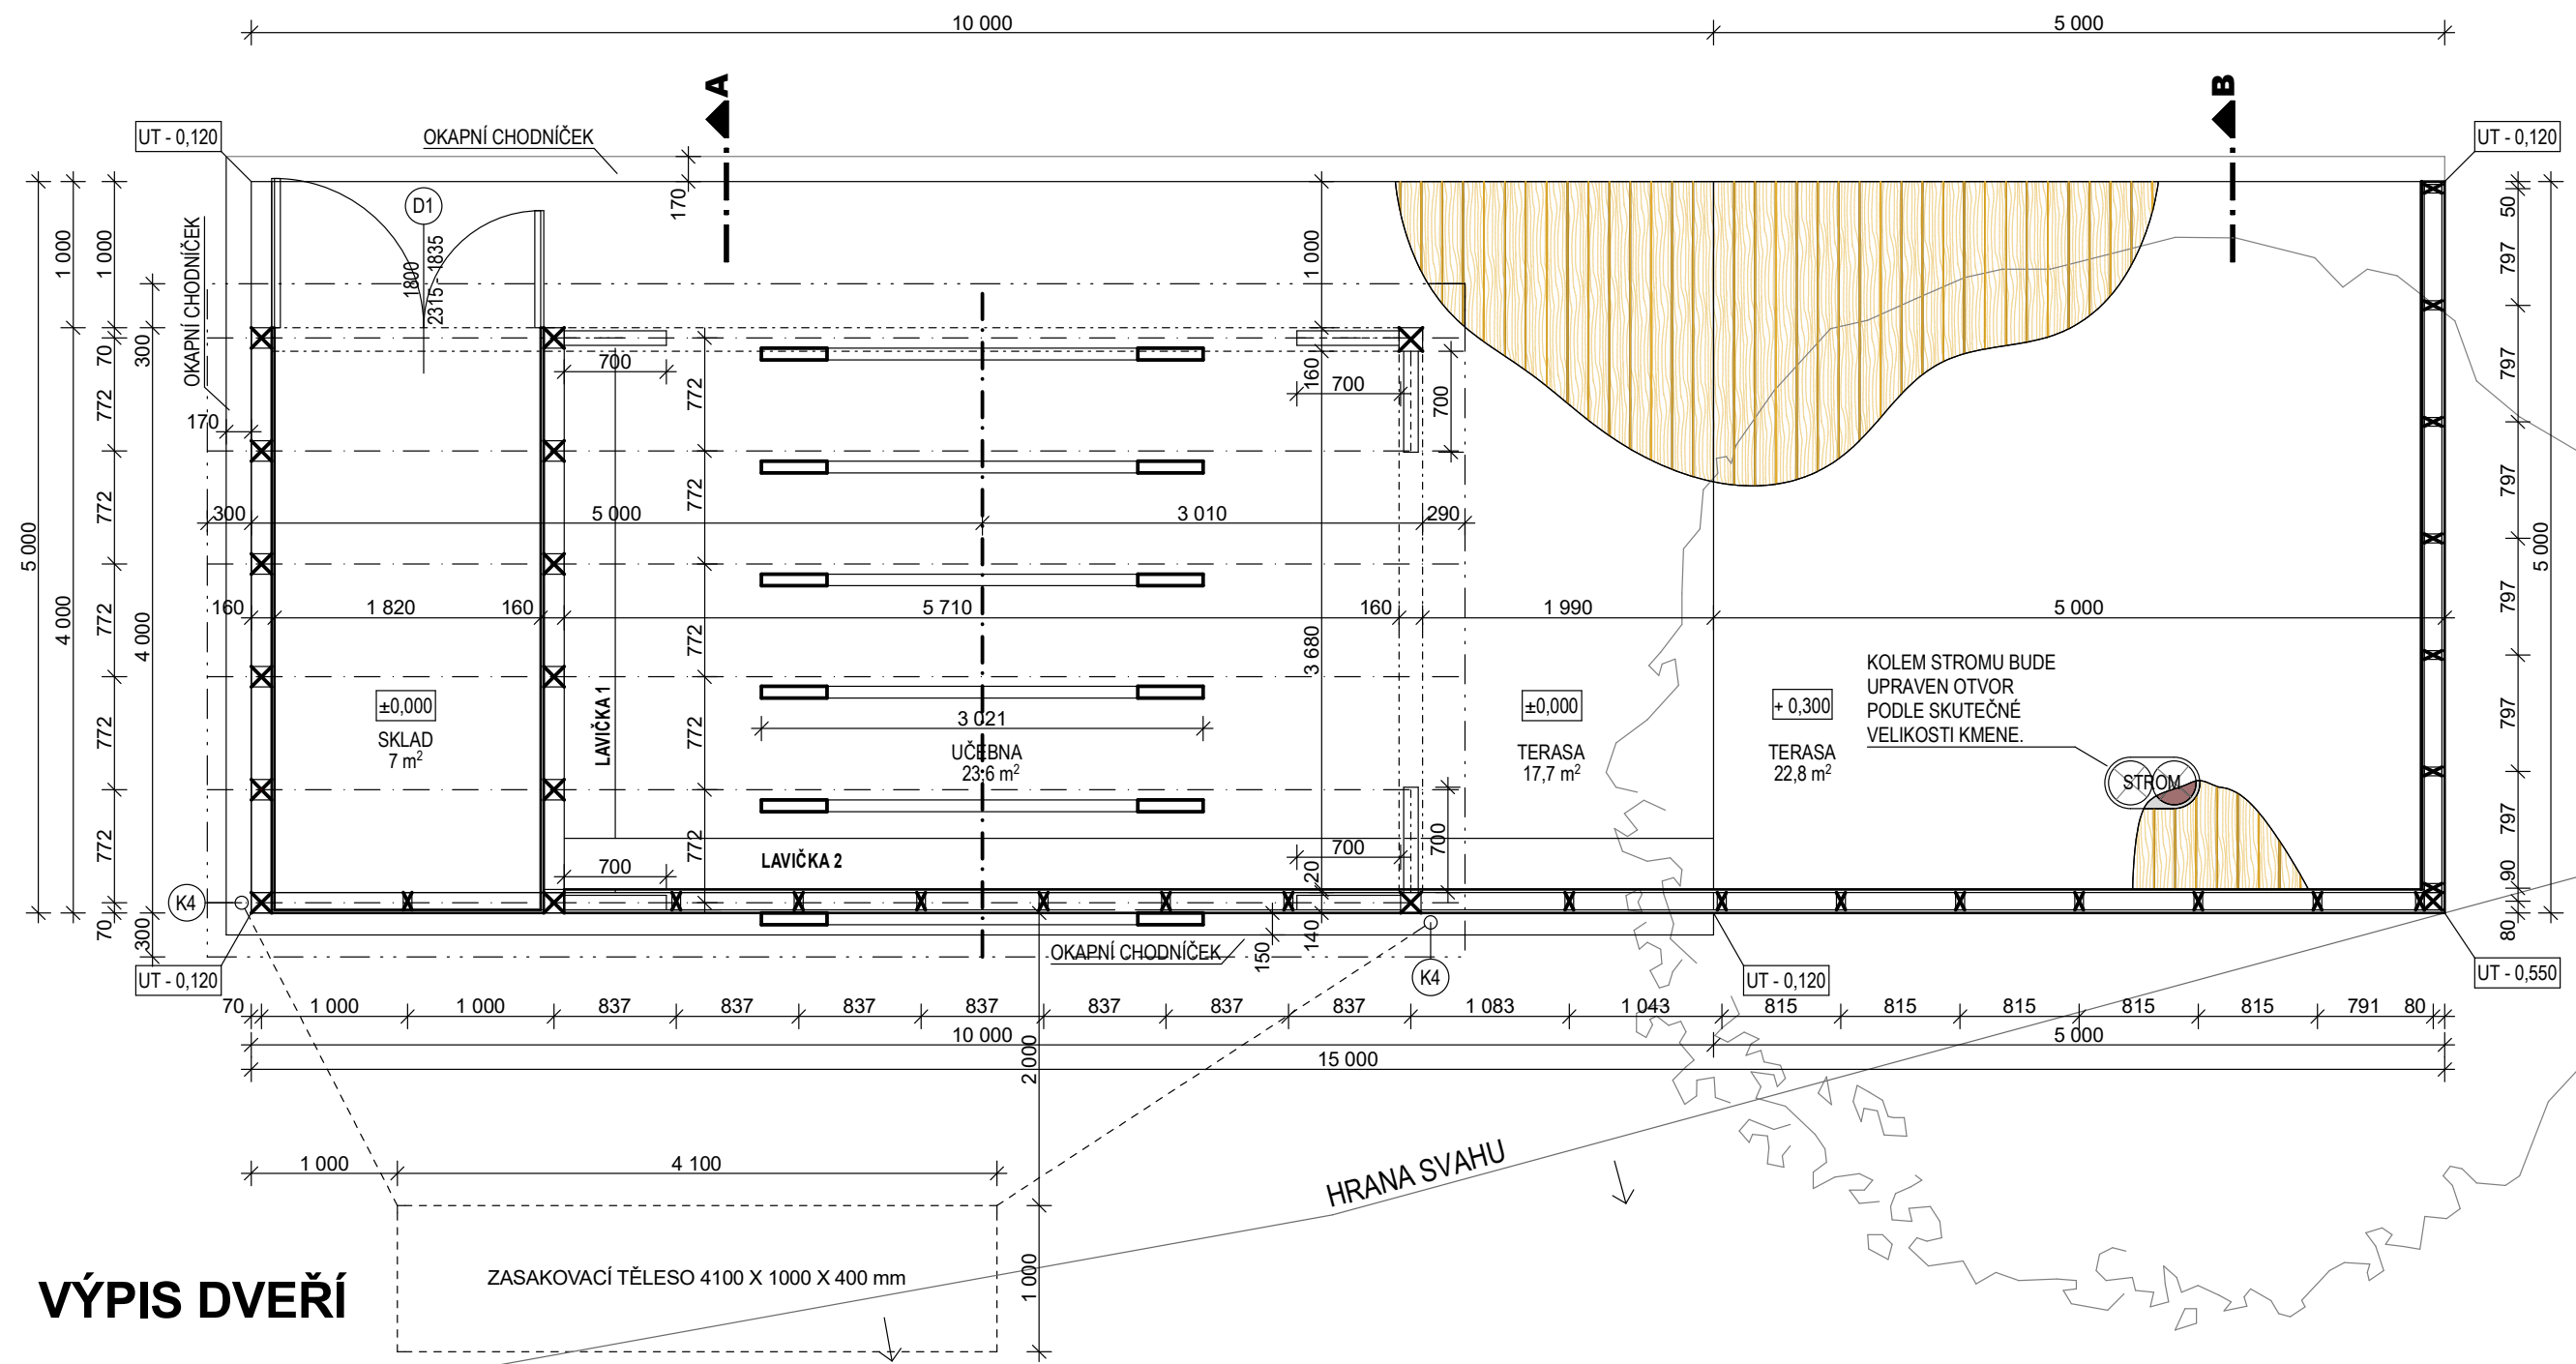 10 000
5 000
A
B
UT - 0,120
OKAPNÍ CHODNÍČEK
UT - 0,120
170
D1
1800
2315 - 1835
OKAPNÍ CHODNÍČEK
1 000
1 000
300
1 000
50
797
70
772
700
772
160
700
700
797
170
772
772
797
300
5 000
3 010
290
5 000
4 000
4 000
5 000
772
160
1 820
160
5 710
160
1 990
5 000
797
772
3 680
KOLEM STROMU BUDE
UPRAVEN OTVOR
PODLE SKUTEČNÉ
VELIKOSTI KMENE.
±0,000
SKLAD
7 m²
LAVIČKA 1
772
3 021
UČEBNA
23,6 m²
±0,000
TERASA
17,7 m²
+ 0,300
TERASA
22,8 m²
797
STROM
772
772
LAVIČKA 2
700
700
700
797
20
90
K4
70
300
140
150
80
OKAPNÍ CHODNÍČEK
K4
UT - 0,120
UT - 0,120
UT - 0,550
70
1 000
1 000
837
837
837
837
837
837
837
1 083
1 043
815
815
815
815
815
791
80
10 000
5 000
2 000
15 000
1 000
4 100
HRANA SVAHU
1 000
ZASAKOVACÍ TĚLESO 4100 X 1000 X 400 mm
VÝPIS DVEŘÍ